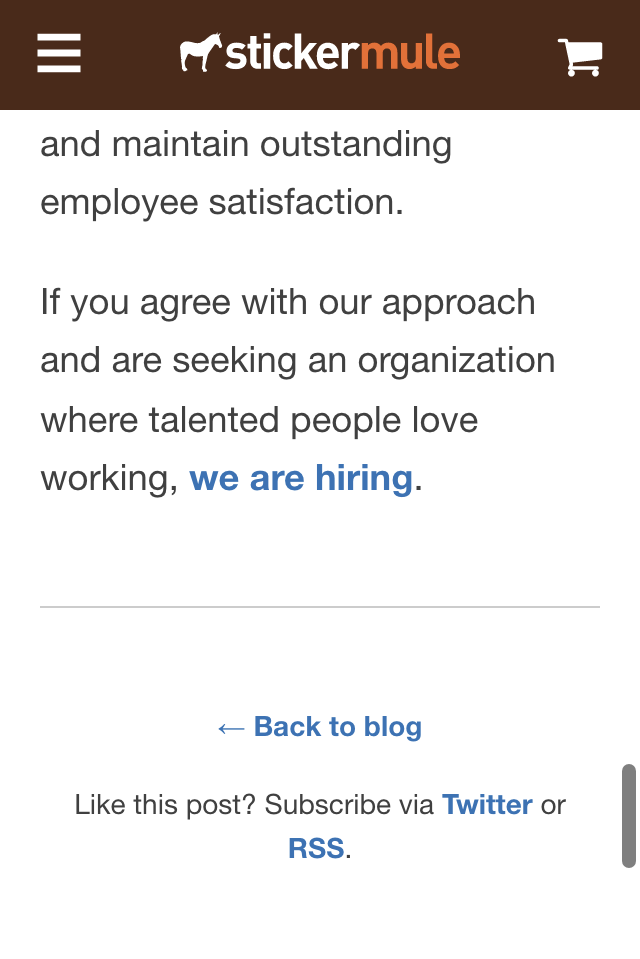 stickermule
and maintain outstanding
employee satisfaction.
If you agree with our approach
and are seeking an organization
where talented people love
working, we are hiring.
← Back to blog
Like this post? Subscribe via Twitter or
RSS.